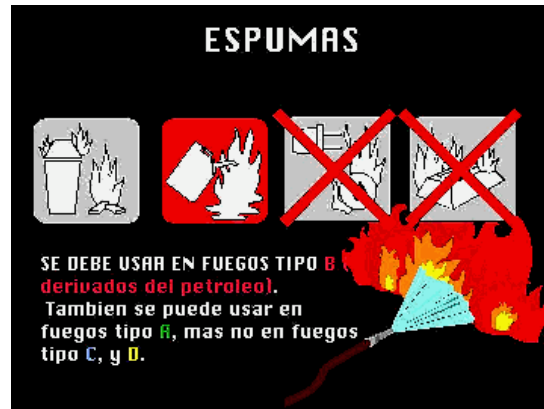 ESPUMAS
SE DEBE USAR EN FUEGOS TIPO B (
derivados del petroleo).
Tambien se puede usar en
fuegos tipo A, mas no en fuegos
tipo C, y D.